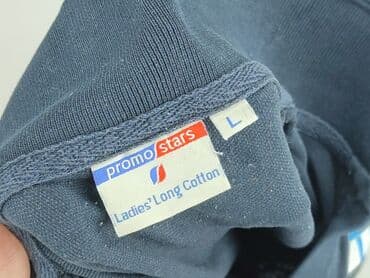 promo stars
L
Ladies' Long Cotton